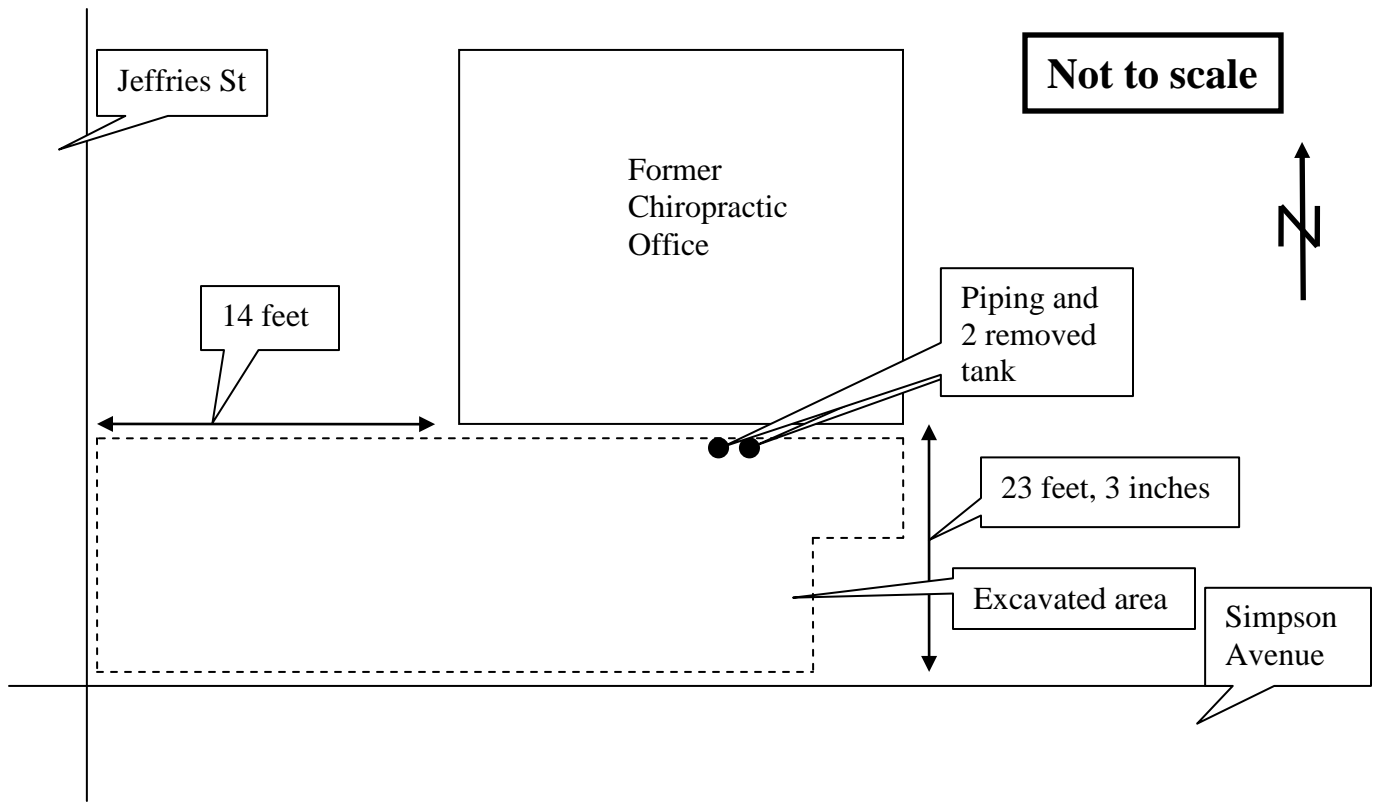 Jeffries St
Not to scale
Former
Chiropractic
Office
N
14 feet
Piping and
2 removed
tank
23 feet, 3 inches
Excavated area
Simpson
Avenue